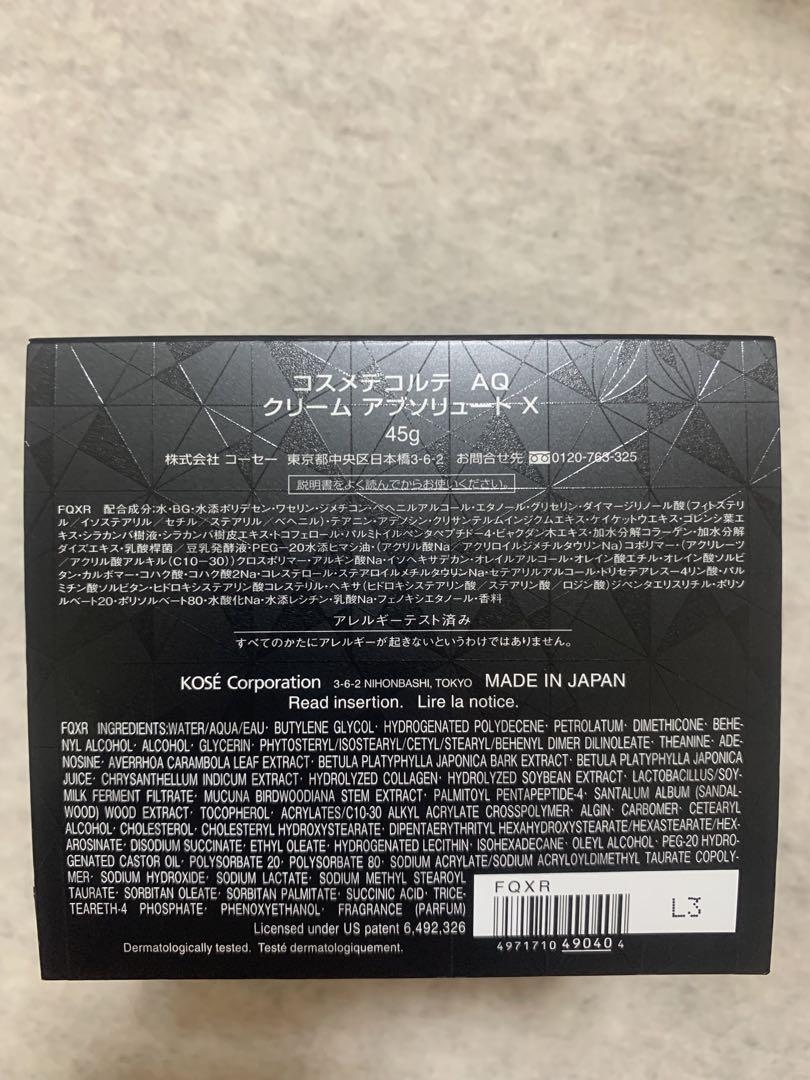 コスメデコルテ AQ
クリーム アブソリュート X
45g
株式会社 コーセー 東京都中央区日本橋3-6-2 お問合せ先 0120-763-325
説明書をよく読んでからお使いください。
FQXR 配合成分:水・BG・水添ポリデセン・ワセリン・ジメチコン・ベヘニルアルコール・エタノール・グリセリン・ダイマージリノール酸(フィトステリ
ル/イソステアリル/セチル/ステアリル/ベヘニル)・テアニン・アデノシン・クリサンテルムインジクムエキス・ケイケットウエキス・ゴレンシ葉エ
キス・シラカンバ樹液・シラカンバ樹皮エキス・トコフェロール・パルミトイルペンタペプチド-4・ビャクダン木エキス・加水分解コラーゲン・加水分解
ダイズエキス・乳酸桿菌/豆乳発酵液・PEG-20水添ヒマシ油・(アクリル酸Na/アクリロイルジメチルタウリンNa)コポリマー・(アクリレーツ/
アクリル酸アルキル(C10-30))クロスポリマー・アルギン酸Na・イソヘキサデカン・オレイルアルコール・オレイン酸エチル・オレイン酸ソルビ
タン・カルボマー・コハク酸・コハク酸2Na・コレステロール・ステアロイルメチルタウリンNa・セテアリルアルコール・トリセテアレス-4リン酸・パル
ミチン酸ソルビタン・ヒドロキシステアリン酸コレステリル・ヘキサ(ヒドロキシステアリン酸/ステアリン酸/ロジン酸)ジペンタエリスリチル・ポリソ
ルベート20・ポリソルベート80・水酸化Na・水添レシチン・乳酸Na・フェノキシエタノール・香料
アレルギーテスト済み
すべてのかたにアレルギーが起きないというわけではありません。
KOSÉ Corporation 3-6-2 NIHONBASHI, TOKYO MADE IN JAPAN
Read insertion. Lire la notice.
FQXR INGREDIENTS:WATER/AQUA/EAU· BUTYLENE GLYCOL· HYDROGENATED POLYDECENE· PETROLATUM· DIMETHICONE· BEHE-
NYL ALCOHOL· ALCOHOL· GLYCERIN· PHYTOSTERYL/ISOSTEARYL/CETYL/STEARYL/BEHENYL DIMER DILINOLEATE· THEANINE· ADE-
NOSINE· AVERRHOA CARAMBOLA LEAF EXTRACT· BETULA PLATYPHYLLA JAPONICA BARK EXTRACT· BETULA PLATYPHYLLA JAPONICA
JUICE· CHRYSANTHELLUM INDICUM EXTRACT· HYDROLYZED COLLAGEN· HYDROLYZED SOYBEAN EXTRACT· LACTOBACILLUS/SOY-
MILK FERMENT FILTRATE· MUCUNA BIRDWOODIANA STEM EXTRACT· PALMITOYL PENTAPEPTIDE-4· SANTALUM ALBUM (SANDAL-
WOOD) WOOD EXTRACT· TOCOPHEROL· ACRYLATES/C10-30 ALKYL ACRYLATE CROSSPOLYMER· ALGIN· CARBOMER· CETEARYL
ALCOHOL· CHOLESTEROL· CHOLESTERYL HYDROXYSTEARATE· DIPENTAERYTHRITYL HEXAHYDROXYSTEARATE/HEXASTEARATE/HEX-
AROSINATE· DISODIUM SUCCINATE· ETHYL OLEATE· HYDROGENATED LECITHIN· ISOHEXADECANE· OLEYL ALCOHOL· PEG-20 HYDRO-
GENATED CASTOR OIL· POLYSORBATE 20· POLYSORBATE 80· SODIUM ACRYLATE/SODIUM ACRYLOYLDIMETHYL TAURATE COPOLY-
MER· SODIUM HYDROXIDE· SODIUM LACTATE· SODIUM METHYL STEAROYL
TAURATE· SORBITAN OLEATE· SORBITAN PALMITATE· SUCCINIC ACID· TRICE-
TEARETH-4 PHOSPHATE· PHENOXYETHANOL· FRAGRANCE (PARFUM)
Licensed under US patent 6,492,326
Dermatologically tested. Testé dermatologiquement.
FQXR
L3
4971710 49040 4